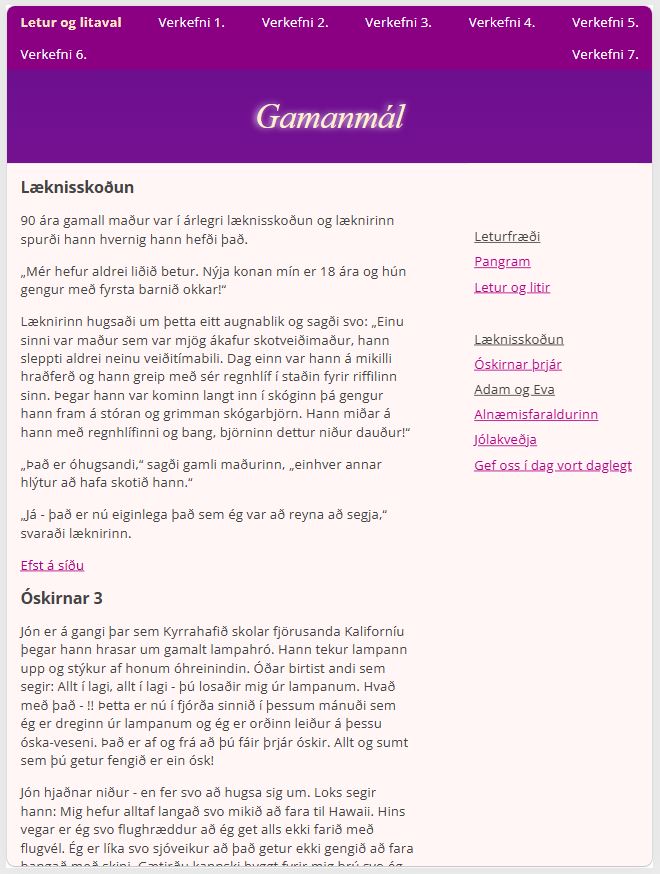 Letur og litaval Verkefni 1. Verkefni 2. Verkefni 3. Verkefni 4. Verkefni 5.
Verkefni 6. Verkefni 7.
Gamanmál
Læknisskoðun
90 ára gamall maður var í árlegri læknisskoðun og læknirinn
spurði hann hvernig hann hefði það.
„Mér hefur aldrei liðið betur. Nýja konan mín er 18 ára og hún
gengur með fyrsta barnið okkar!“
Læknirinn hugsaði um þetta eitt augnablik og sagði svo: „Einu
sinni var maður sem var mjög ákafur skotveiðimaður, hann
sleppti aldrei neinu veiðitímabili. Dag einn var hann á mikilli
hraðferð og hann greip með sér regnhlíf í staðin fyrir riffilinn
sinn. Þegar hann var kominn langt inn í skóginn þá gengur
hann fram á stóran og grimman skógarbjörn. Hann miðar á
hann með regnhlífinni og bang, björninn dettur niður dauður!“
„Það er óhugsandi,“ sagði gamli maðurinn, „einhver annar
hlýtur að hafa skotið hann.“
„Já - það er nú eiginlega það sem ég var að reyna að segja,“
svaraði læknirinn.
Efst á síðu
Óskirnar 3
Jón er á gangi þar sem Kyrrahafið skolar fjörusanda Kaliforníu
þegar hann hrasar um gamalt lampahró. Hann tekur lampann
upp og stýkur af honum óhreinindin. Óðar birtist andi sem
segir: Allt í lagi, allt í lagi - þú losaðir mig úr lampanum. Hvað
með það - !! Þetta er nú í fjórða sinnið í þessum mánuði sem
ég er dreginn úr lampanum og ég er orðinn leiður á þessu
óska-veseni. Það er af og frá að þú fáir þrjár óskir. Allt og sumt
sem þú getur fengið er ein ósk!
Jón hjaðnar niður - en fer svo að hugsa sig um. Loks segir
hann: Mig hefur alltaf langað svo mikið að fara til Hawaii. Hins
vegar er ég svo flughræddur að ég get alls ekki farið með
flugvél. Ég er líka svo sjóveikur að það getur ekki gengið að fara
þangað með skipi. Gætirðu kannski byggt fyrir mig brú svo ég
Leturfræði
Pangram
Letur og litir
Læknisskoðun
Óskirnar þrjár
Adam og Eva
Alnæmisfaraldurinn
Jólakveðja
Gef oss í dag vort daglegt